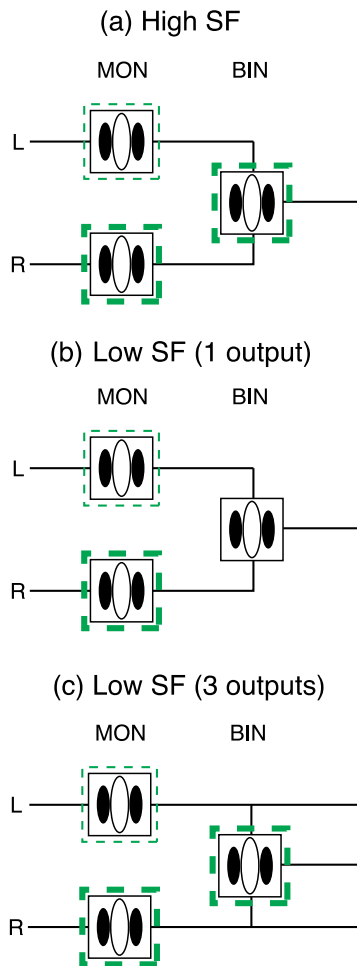 (a) High SF
MON BIN
L
R
(b) Low SF (1 output)
MON BIN
L
R
(c) Low SF (3 outputs)
MON BIN
L
R